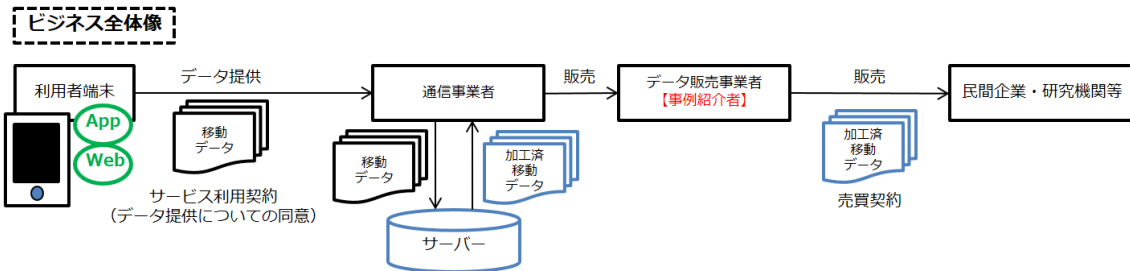 ビジネス全体像
利用者端末
App
Web
データ提供
移動
データ
サービス利用契約
（データ提供についての同意）
通信事業者
移動
データ
加工済
移動
データ
サーバー
販売
データ販売事業者
【事例紹介者】
販売
加工済
移動
データ
売買契約
民間企業・研究機関等